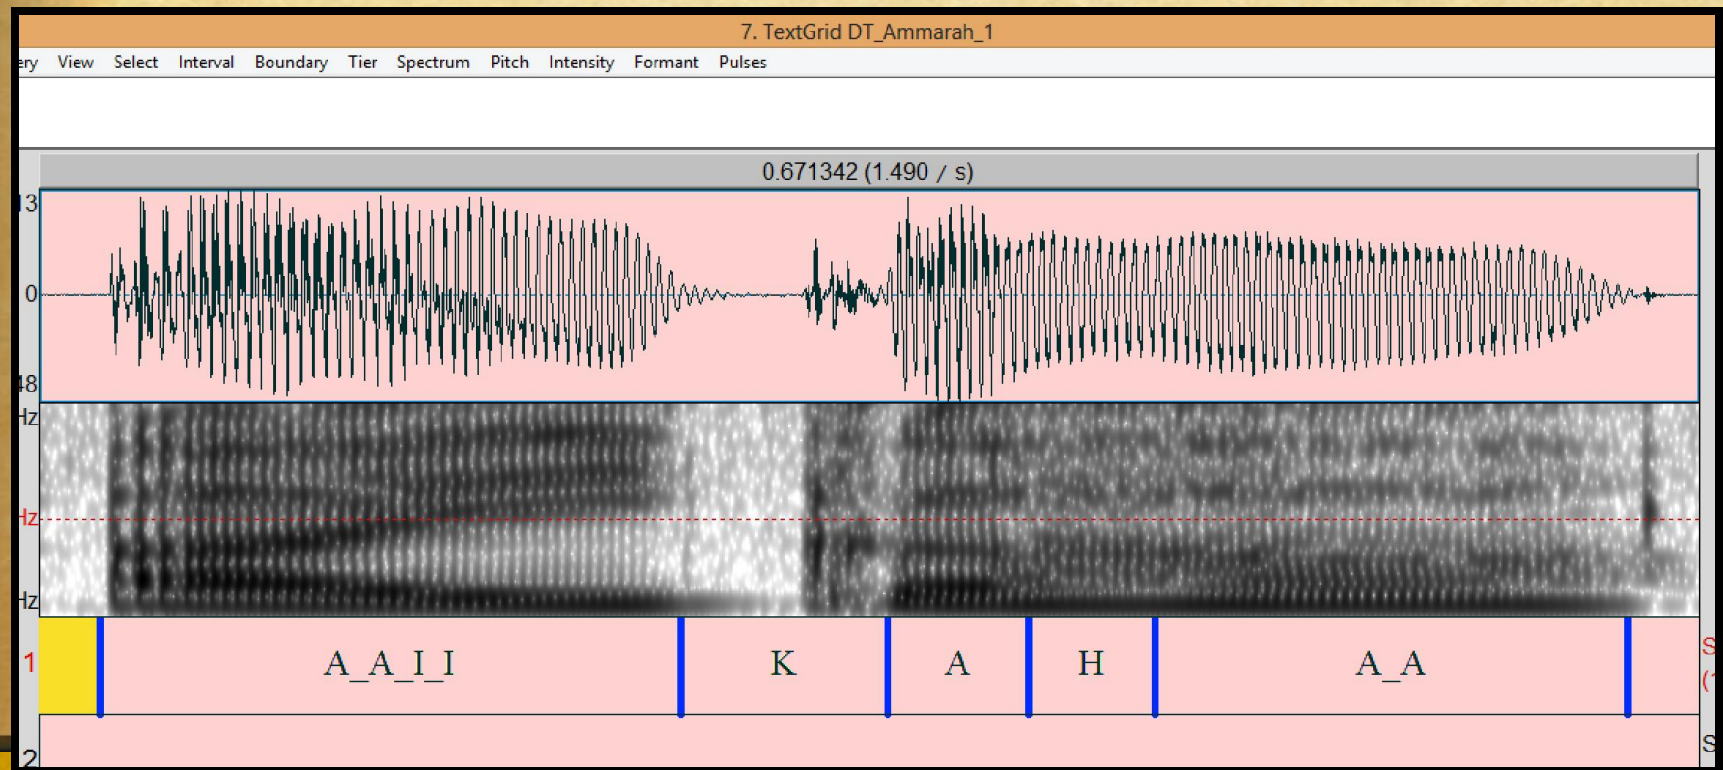 7. TextGrid DT_Ammarah_1
ery View Select Interval Boundary Tier Spectrum Pitch Intensity Formant Pulses
0.671342 (1.490 / s)
13
0
48
Hz
Hz
Hz
1 A_A_I_I K A H A_A S
(1
2 S